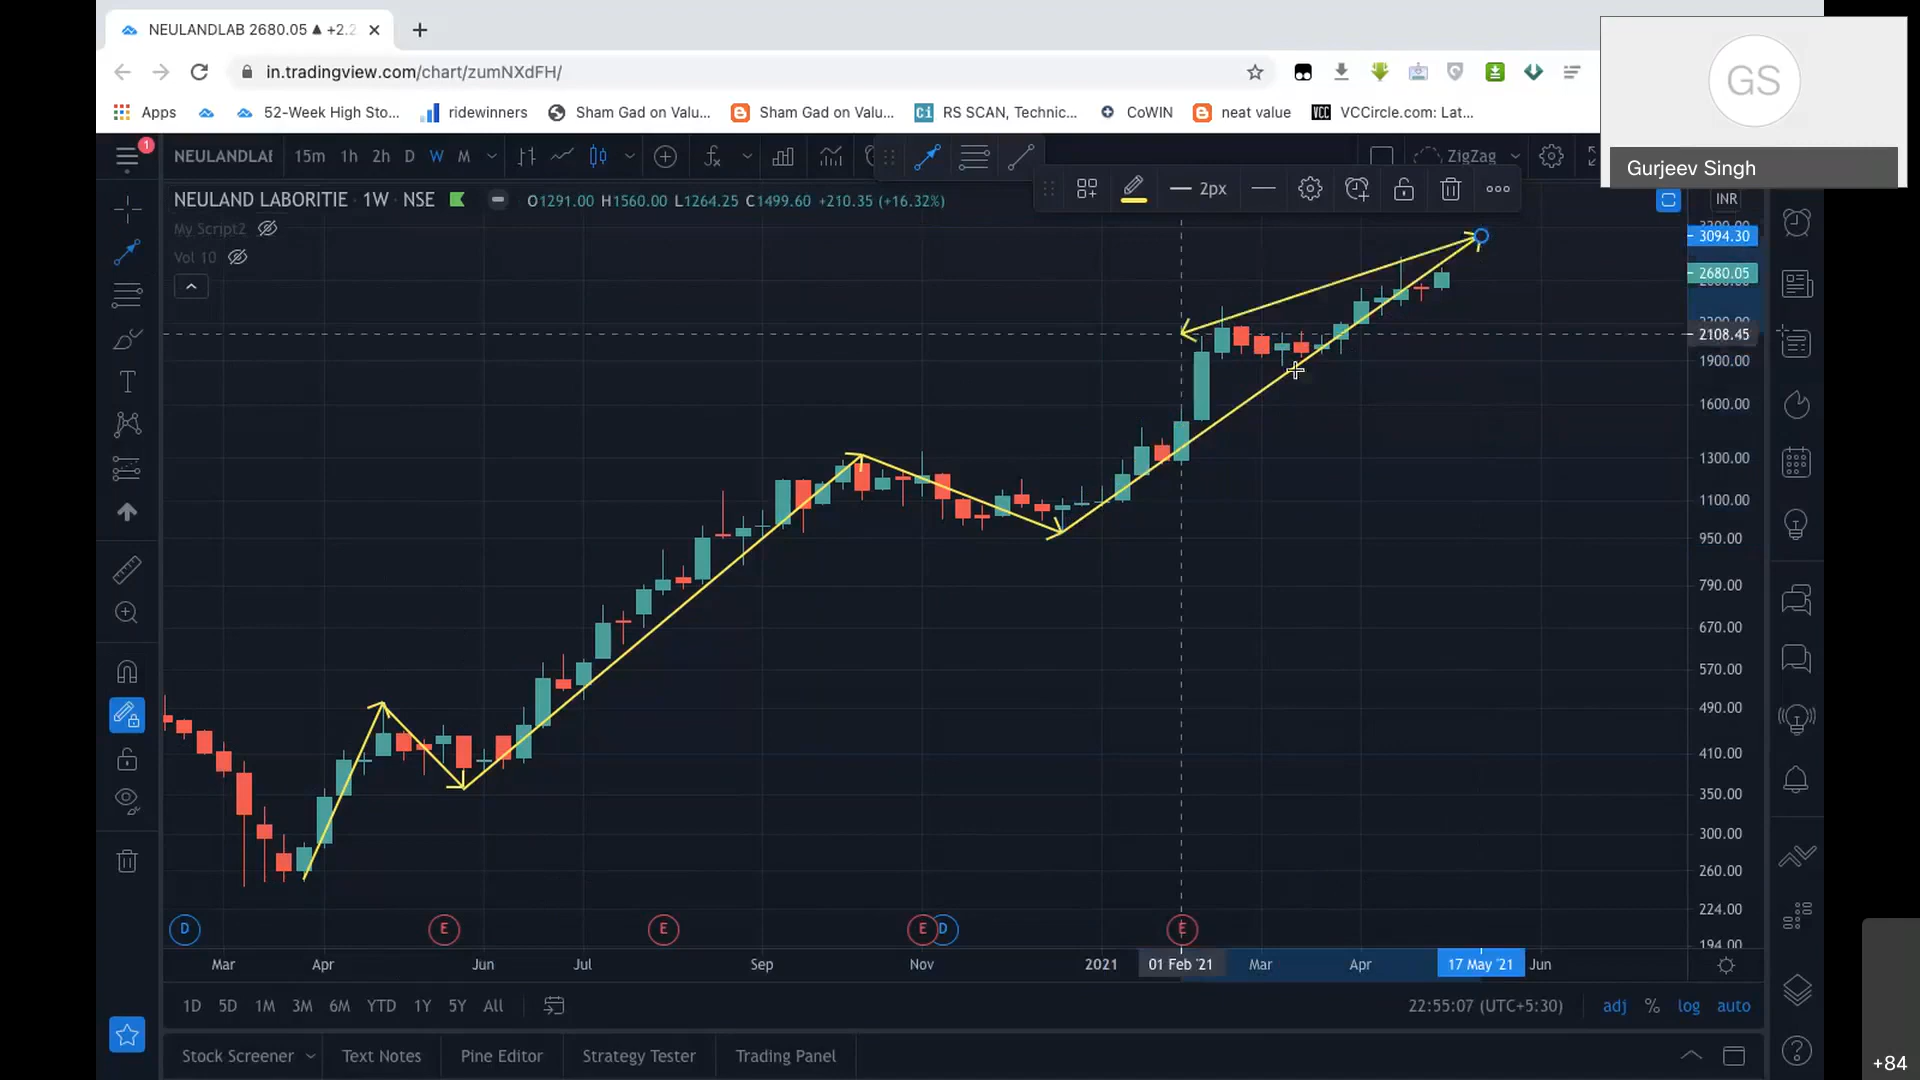 NEULANDLAB 2680.05 ▲ +2.2
in.tradingview.com/chart/zumNXdFH/
Apps 52-Week High Sto... ridewinners Sham Gad on Valu... Sham Gad on Valu... RS SCAN, Technic... CoWIN neat value VCCircle.com: Lat...
GS
Gurjeev Singh
1
NEULANDLAB 15m 1h 2h D W M ZigZag
2px
NEULAND LABORITIE · 1W · NSE O1291.00 H1560.00 L1264.25 C1499.60 +210.35 (+16.32%)
INR
My Script2
Vol 10
3094.30
2680.05
2108.45
1900.00
1600.00
1300.00
1100.00
950.00
790.00
670.00
570.00
490.00
410.00
350.00
300.00
260.00
224.00
194.00
D E E E D E
Mar Apr Jun Jul Sep Nov 2021 01 Feb '21 Mar Apr 17 May '21 Jun
1D 5D 1M 3M 6M YTD 1Y 5Y All 22:55:07 (UTC+5:30) adj % log auto
Stock Screener Text Notes Pine Editor Strategy Tester Trading Panel
+84